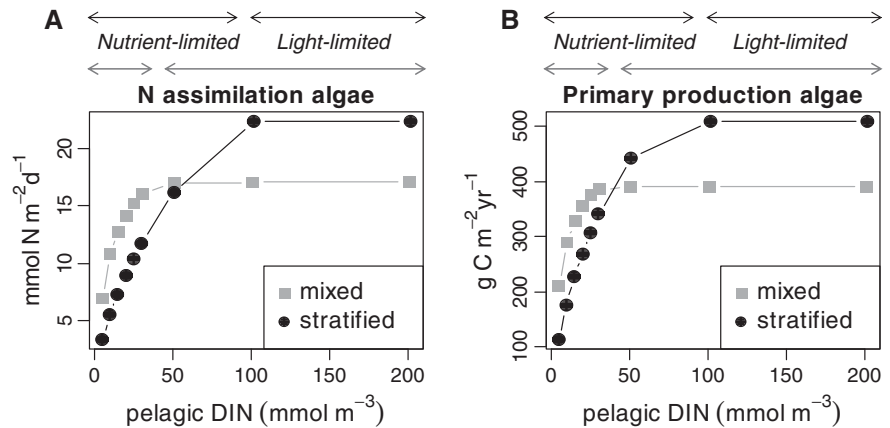 A
Nutrient-limited
Light-limited
N assimilation algae
mmol N m⁻² d⁻¹
20
15
10
5
mixed
stratified
0
50
100
150
200
pelagic DIN (mmol m⁻³)
B
Nutrient-limited
Light-limited
Primary production algae
g C m⁻² yr⁻¹
500
400
300
200
100
mixed
stratified
0
50
100
150
200
pelagic DIN (mmol m⁻³)